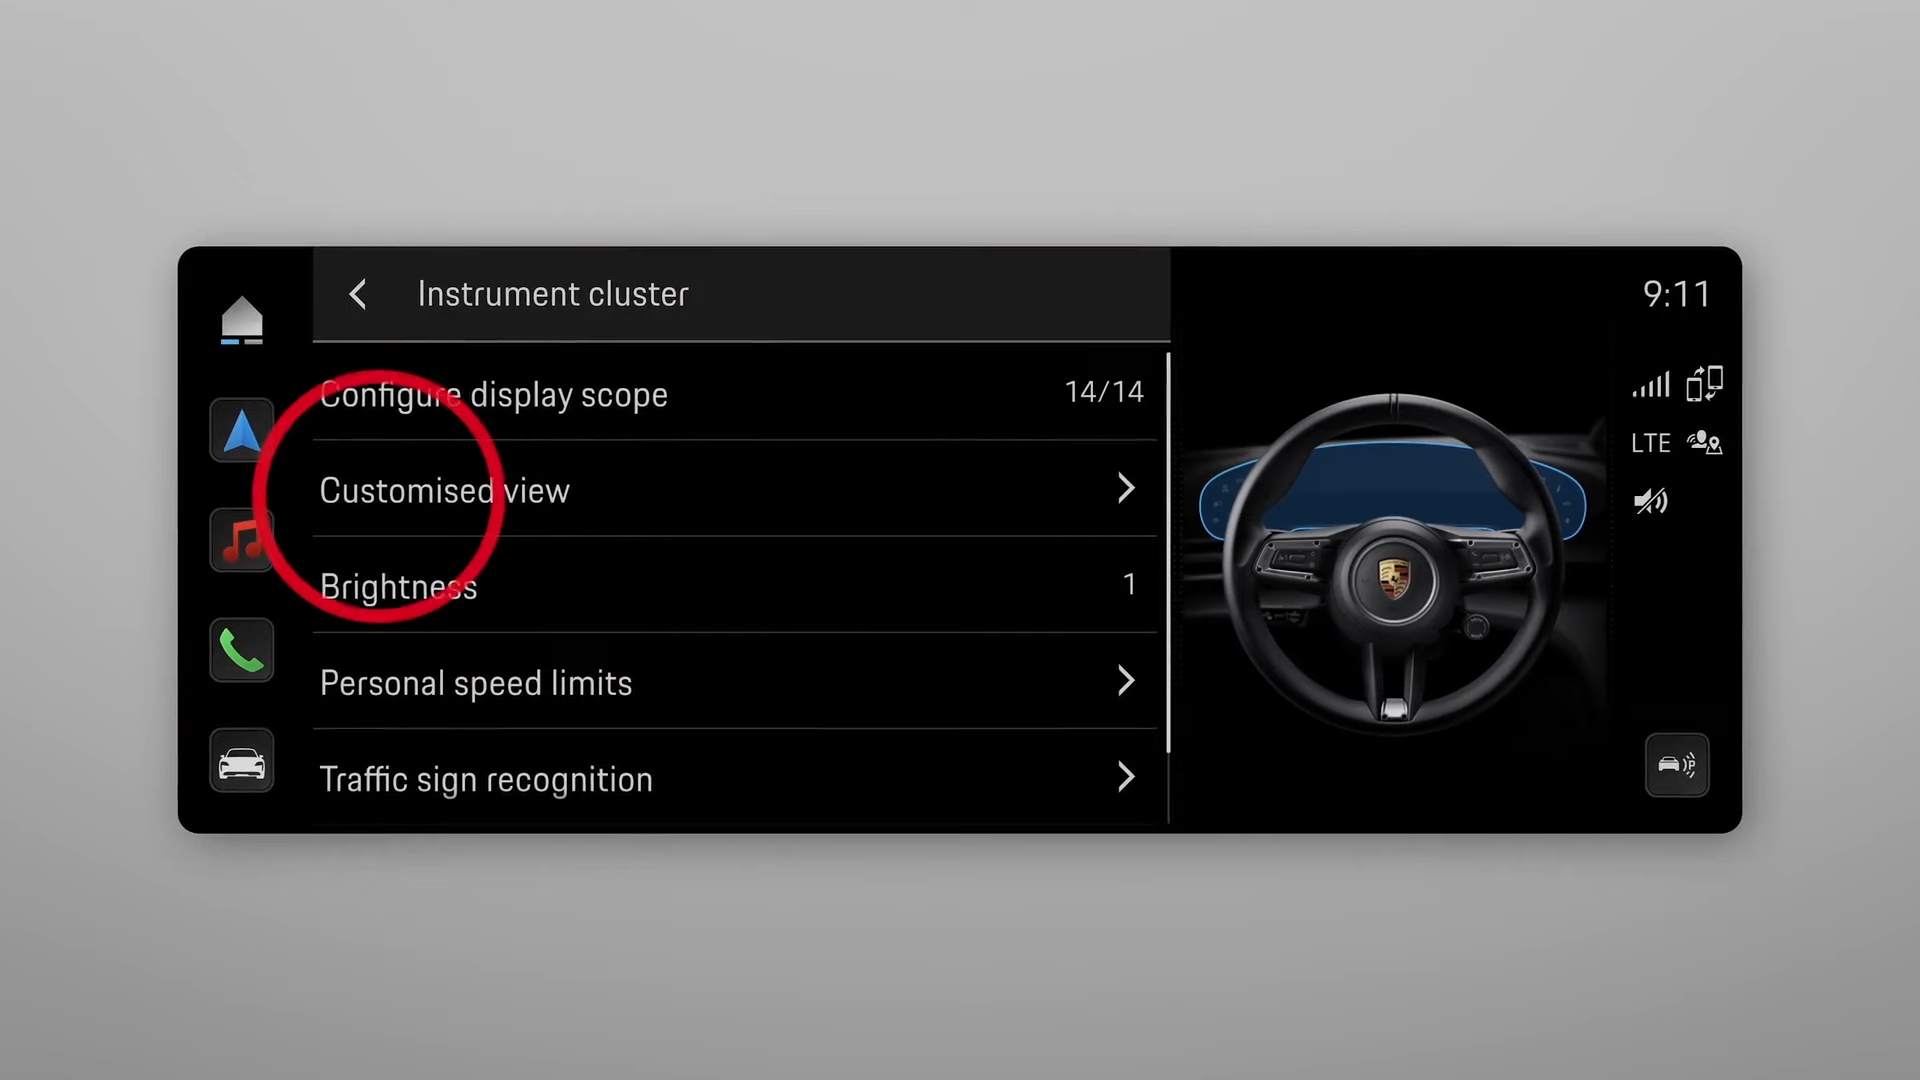 Instrument cluster
9:11
Configure display scope 14/14
LTE
Customised view
Brightness 1
Personal speed limits
Traffic sign recognition
P